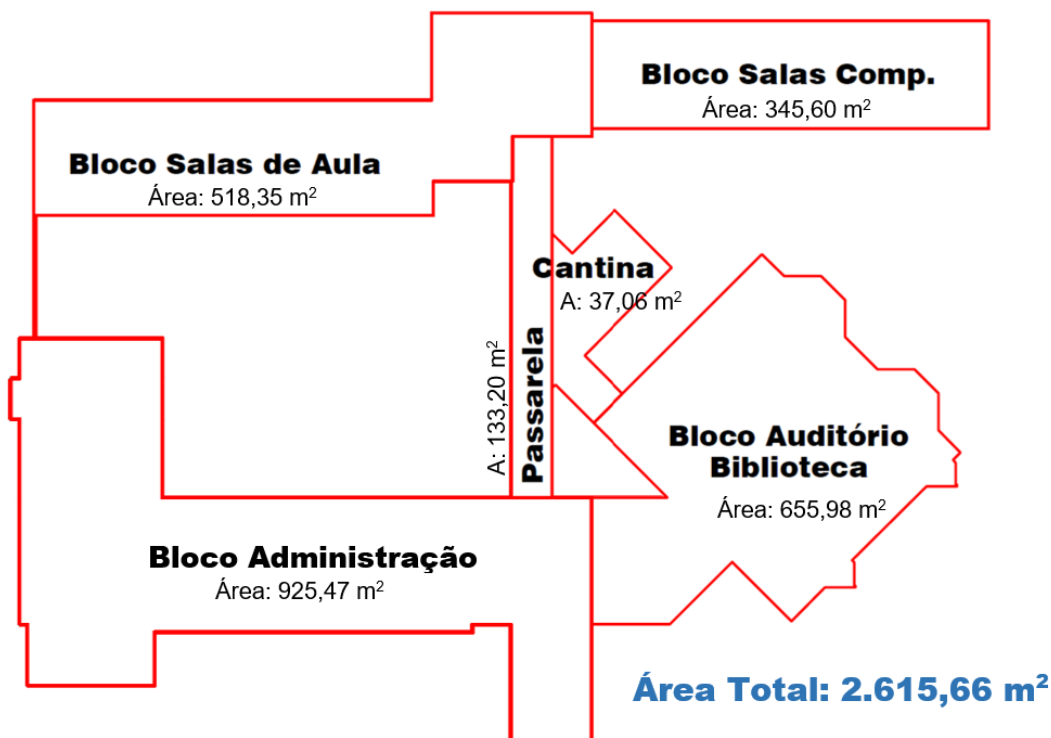 Bloco Salas Comp.
Área: 345,60 m²
Bloco Salas de Aula
Área: 518,35 m²
Cantina
A: 37,06 m²
Passarela
A: 133,20 m²
Bloco Auditório
Biblioteca
Área: 655,98 m²
Bloco Administração
Área: 925,47 m²
Área Total: 2.615,66 m²